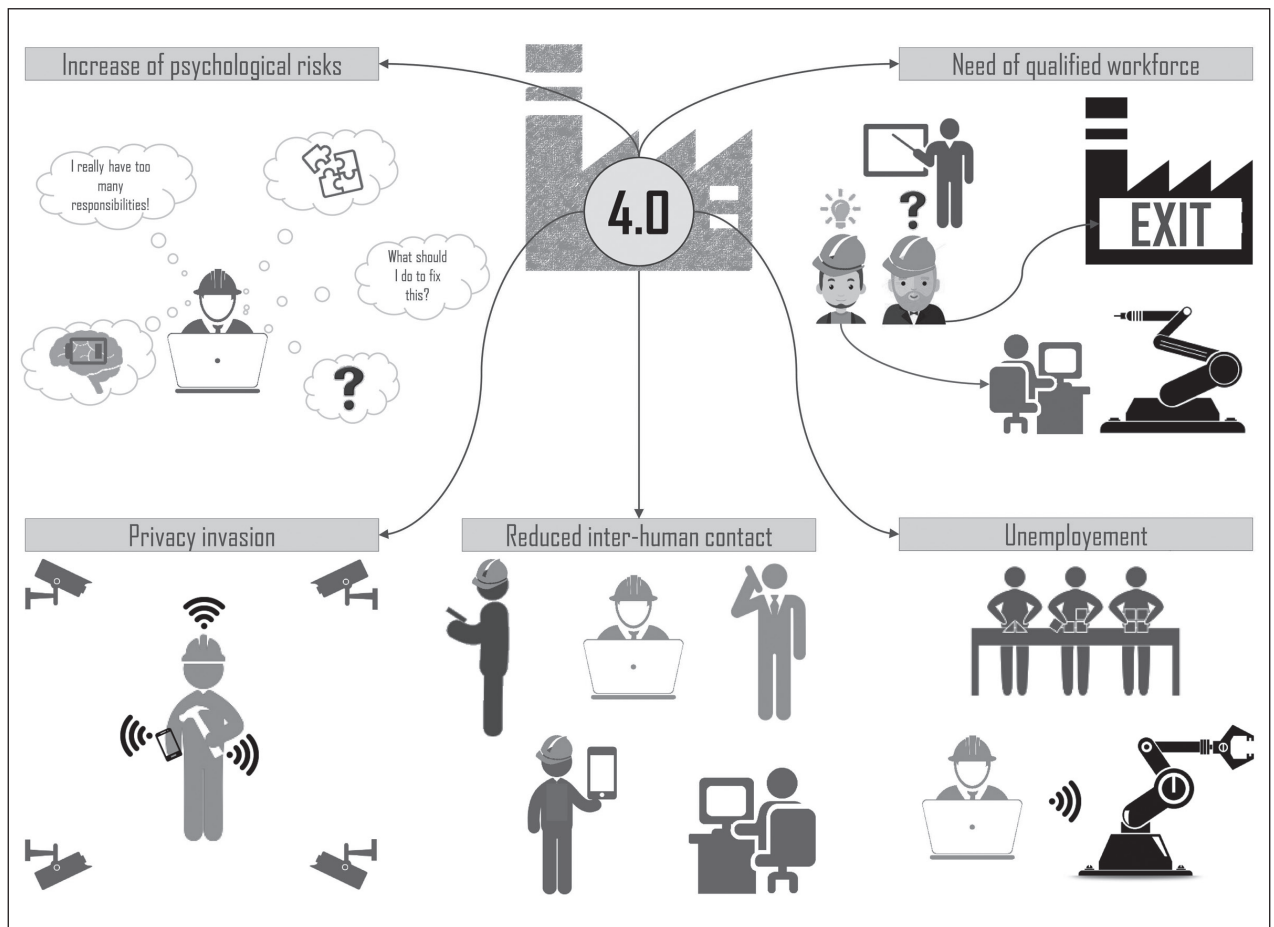 Increase of psychological risks
Need of qualified workforce
I really have too
many
responsibilities!
What should
I do to fix
this?
?
4.0
?
EXIT
Privacy invasion
Reduced inter-human contact
Unemployement